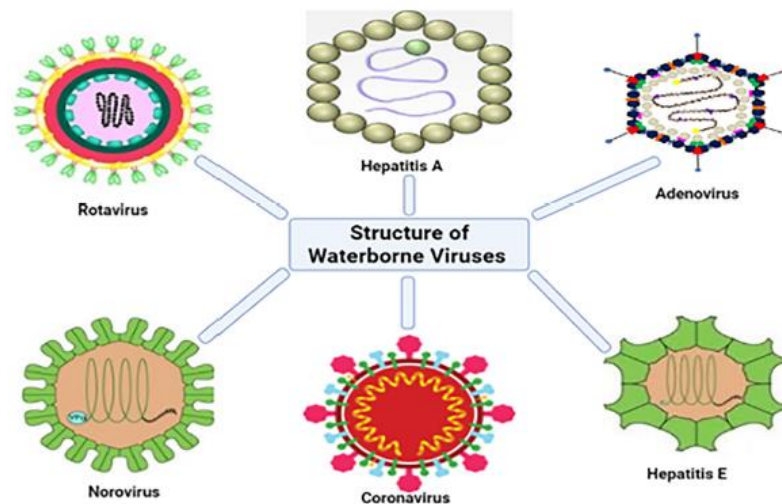 Rotavirus
Hepatitis A
Adenovirus
Structure of
Waterborne Viruses
Norovirus
Coronavirus
Hepatitis E